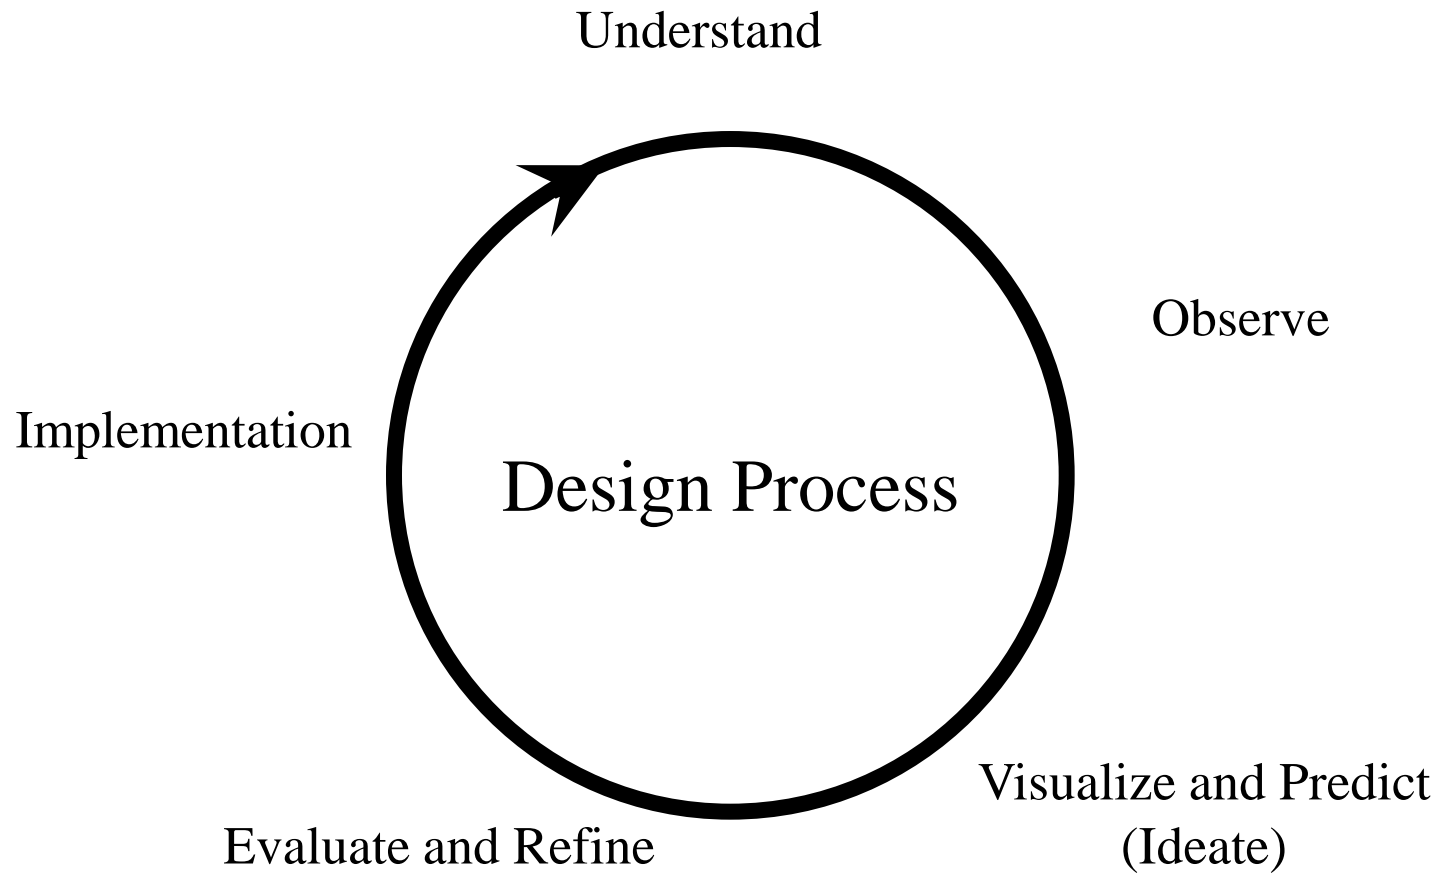 Understand
Observe
Implementation
Design Process
Visualize and Predict
(Ideate)
Evaluate and Refine